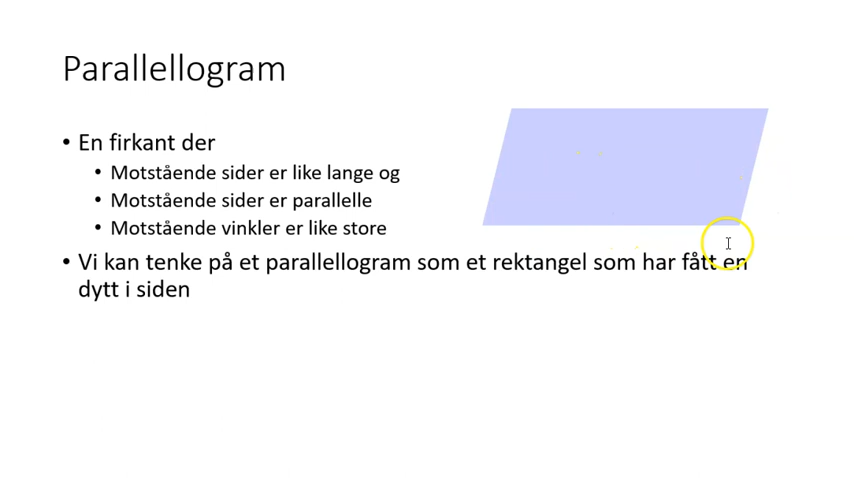 Parallellogram
• En firkant der
• Motstående sider er like lange og
• Motstående sider er parallelle
• Motstående vinkler er like store
• Vi kan tenke på et parallellogram som et rektangel som har fått en
dytt i siden